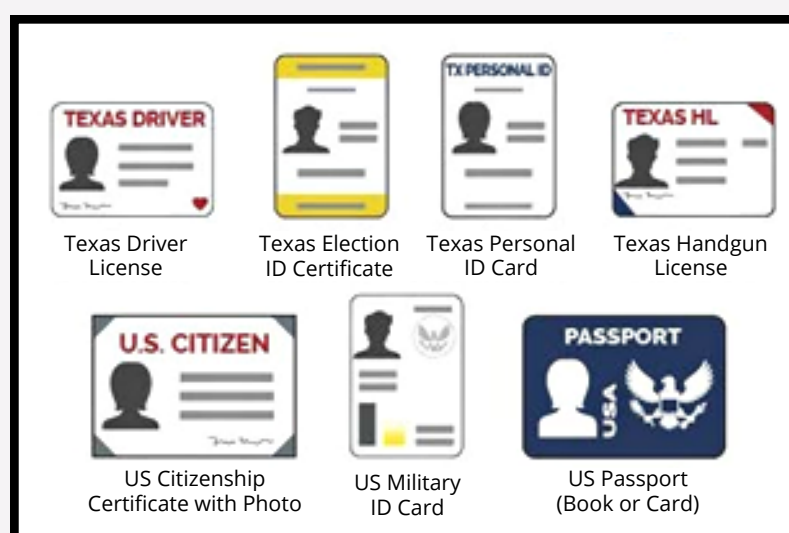 TEXAS DRIVER
TX PERSONAL ID
TEXAS HL
Texas Driver
License
Texas Election
ID Certificate
Texas Personal
ID Card
Texas Handgun
License
U.S. CITIZEN
PASSPORT
USA
US Citizenship
Certificate with Photo
US Military
ID Card
US Passport
(Book or Card)